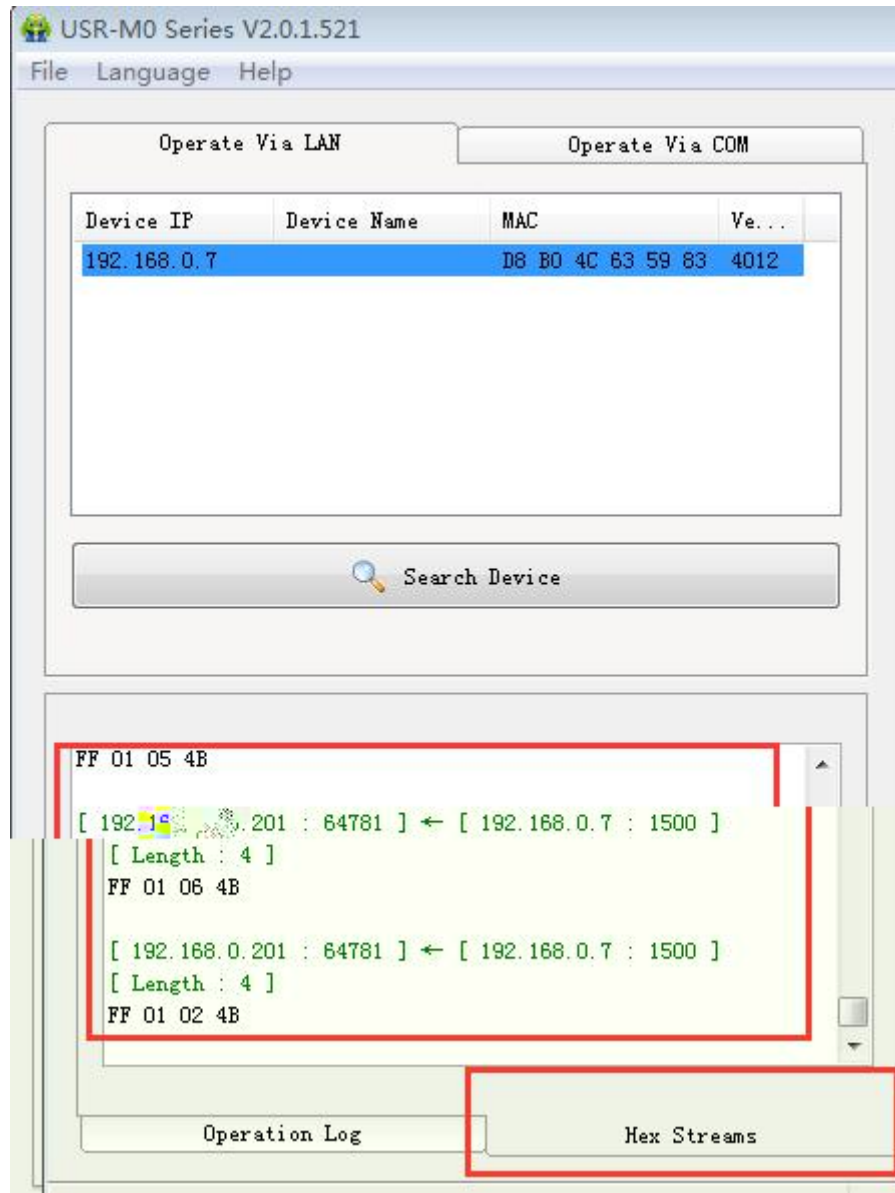 USR-M0 Series V2.0.1.521
File Language Help
Operate Via LAN Operate Via COM
Device IP Device Name MAC Ve...
192.168.0.7 D8 B0 4C 63 59 83 4012
Search Device
FF 01 05 4B
[ 192. .201 : 64781 ] ← [ 192.168.0.7 : 1500 ]
[ Length : 4 ]
FF 01 06 4B
[ 192.168.0.201 : 64781 ] ← [ 192.168.0.7 : 1500 ]
[ Length : 4 ]
FF 01 02 4B
Operation Log Hex Streams